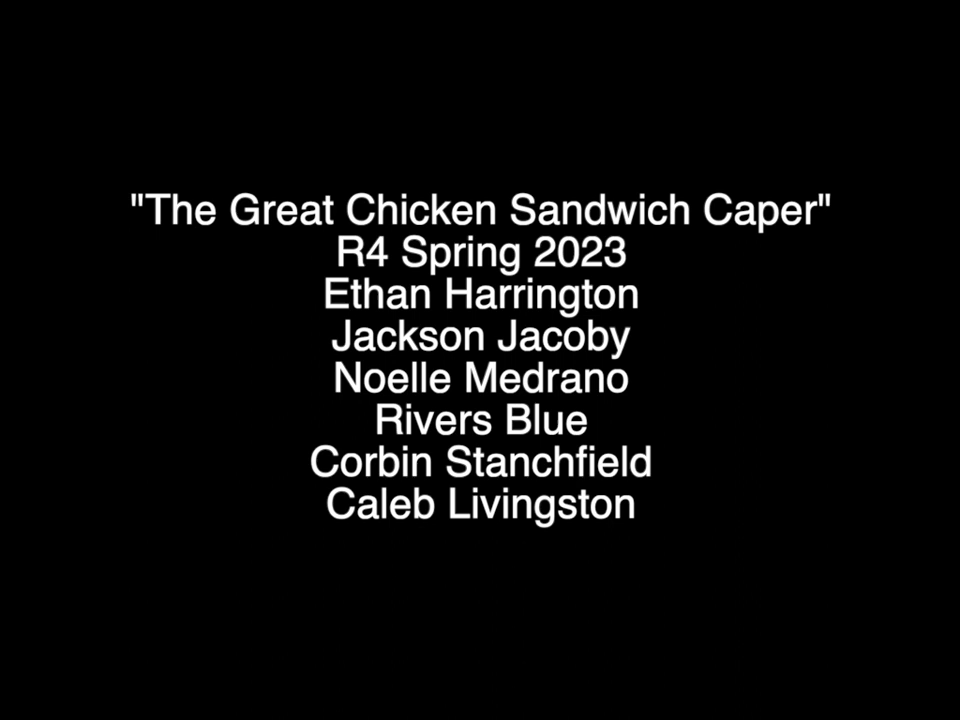 "The Great Chicken Sandwich Caper"
R4 Spring 2023
Ethan Harrington
Jackson Jacoby
Noelle Medrano
Rivers Blue
Corbin Stanchfield
Caleb Livingston